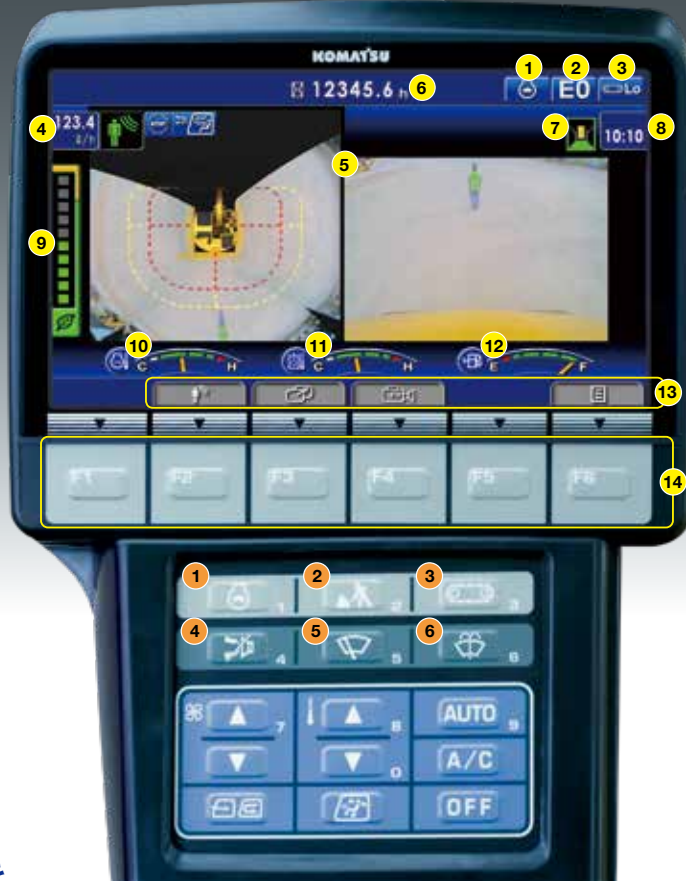 KOMATSU
1 2 3
12345.6 h 6 E0 Lo
4 123.4 7 8
ℓ/h 10:10
5
9
10 11 12
C H C H E F
13
F1 F2 F3 F4 F5 F6 14
1 2 3
1 2 3
4 5 6
4 5 6
7 8 AUTO 9
0 A/C
OFF